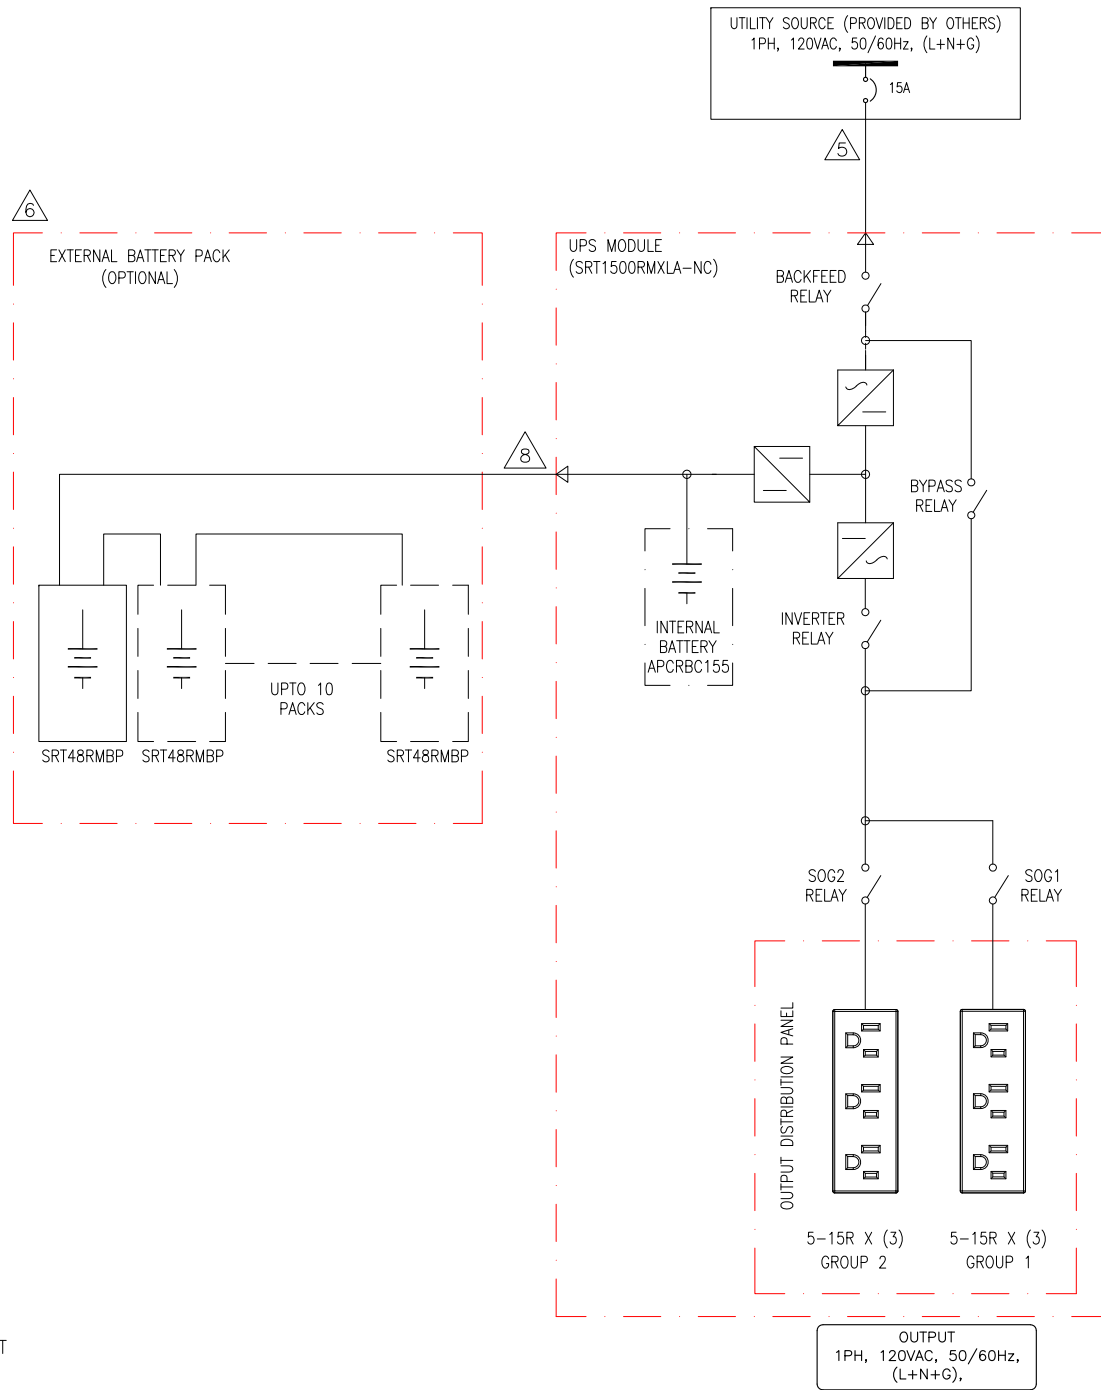 UTILITY SOURCE (PROVIDED BY OTHERS)
1PH, 120VAC, 50/60Hz, (L+N+G)
15A
5
6
EXTERNAL BATTERY PACK
(OPTIONAL)
UPS MODULE
(SRT1500RMXLA-NC)
BACKFEED
RELAY
8
BYPASS
RELAY
INTERNAL
BATTERY
APCRBC155
INVERTER
RELAY
UPTO 10
PACKS
SRT48RMBP
SRT48RMBP
SRT48RMBP
SOG2
RELAY
SOG1
RELAY
OUTPUT DISTRIBUTION PANEL
5-15R X (3)
GROUP 2
5-15R X (3)
GROUP 1
T
OUTPUT
1PH, 120VAC, 50/60Hz,
(L+N+G),